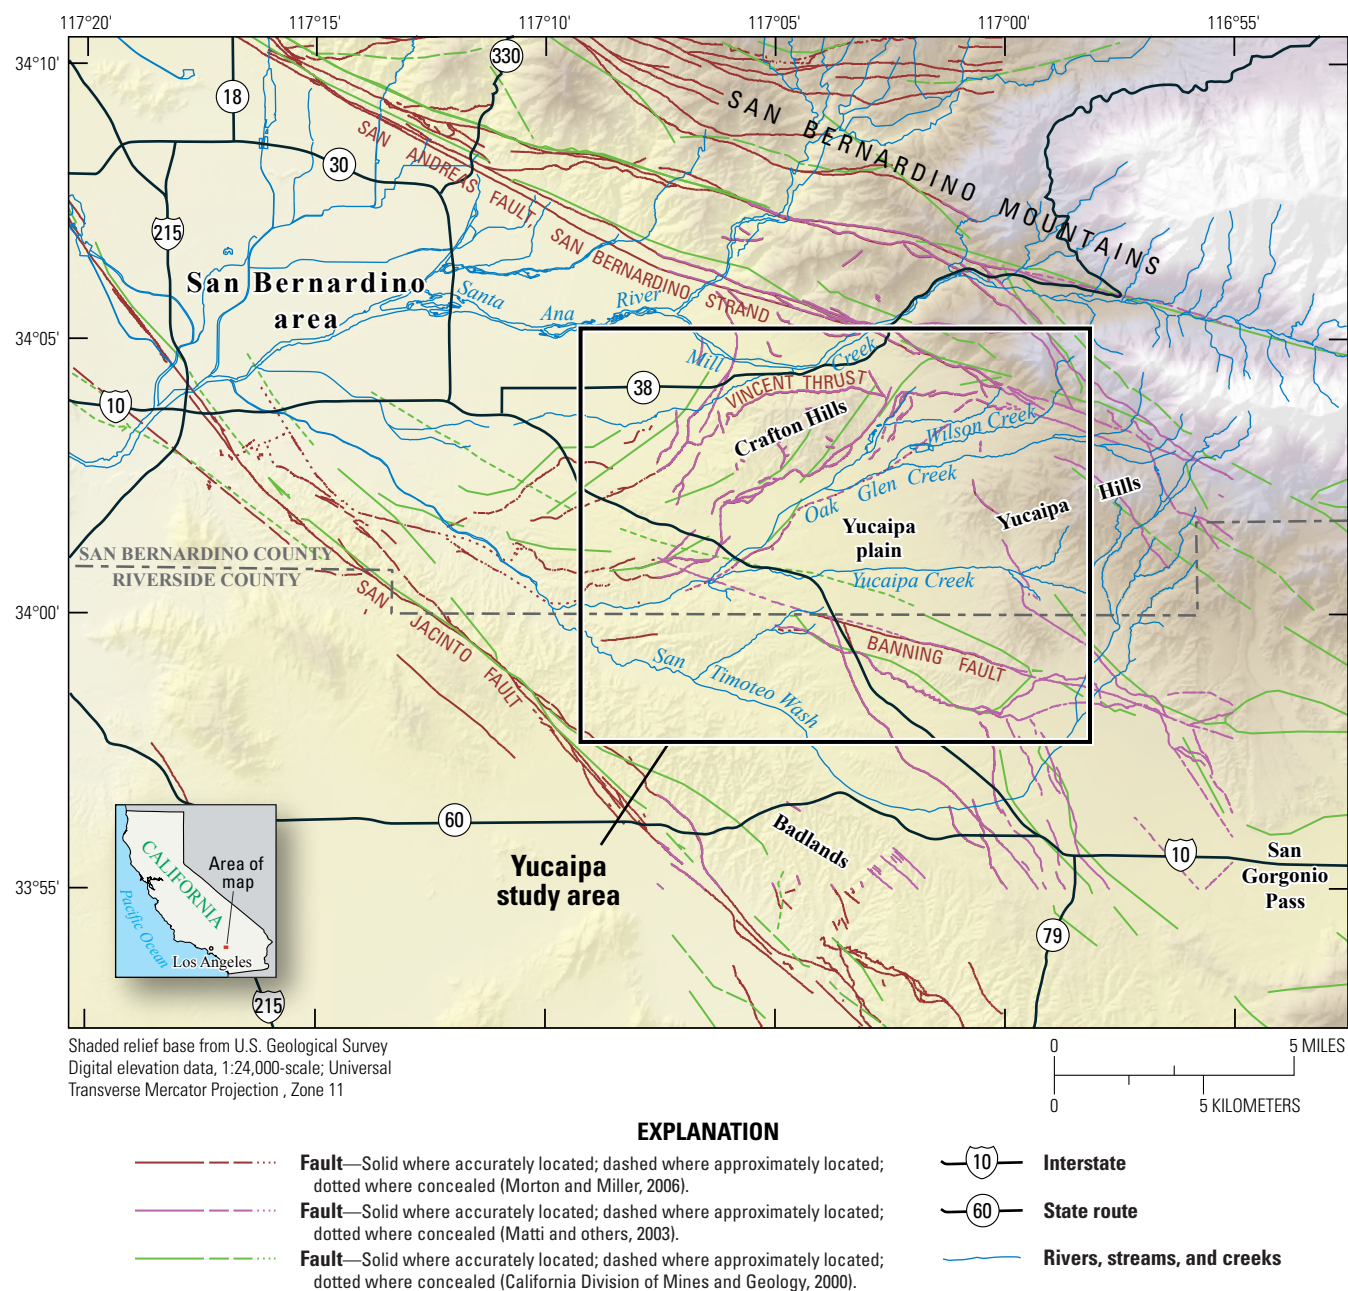 117°20'
117°15'
117°10'
117°05'
117°00'
116°55'
34°10'
34°05'
34°00'
33°55'
330
18
30
215
SAN BERNARDINO MOUNTAINS
SAN ANDREAS FAULT, SAN BERNARDINO STRAND
San Bernardino
area
Santa Ana River
Mill Creek
38
VINCENT THRUST
Crafton Hills
Wilson Creek
Oak Glen Creek
10
Yucaipa
plain
Yucaipa Hills
Yucaipa Creek
SAN BERNARDINO COUNTY
RIVERSIDE COUNTY
SAN JACINTO FAULT
BANNING FAULT
San Timoteo Wash
60
Badlands
Yucaipa
study area
10
San
Gorgonio
Pass
79
215
CALIFORNIA
Area of
map
Pacific Ocean
Los Angeles
Shaded relief base from U.S. Geological Survey
Digital elevation data, 1:24,000-scale; Universal
Transverse Mercator Projection , Zone 11
0 5 MILES
0 5 KILOMETERS
EXPLANATION
Fault—Solid where accurately located; dashed where approximately located;
dotted where concealed (Morton and Miller, 2006).
Fault—Solid where accurately located; dashed where approximately located;
dotted where concealed (Matti and others, 2003).
Fault—Solid where accurately located; dashed where approximately located;
dotted where concealed (California Division of Mines and Geology, 2000).
10 Interstate
60 State route
Rivers, streams, and creeks